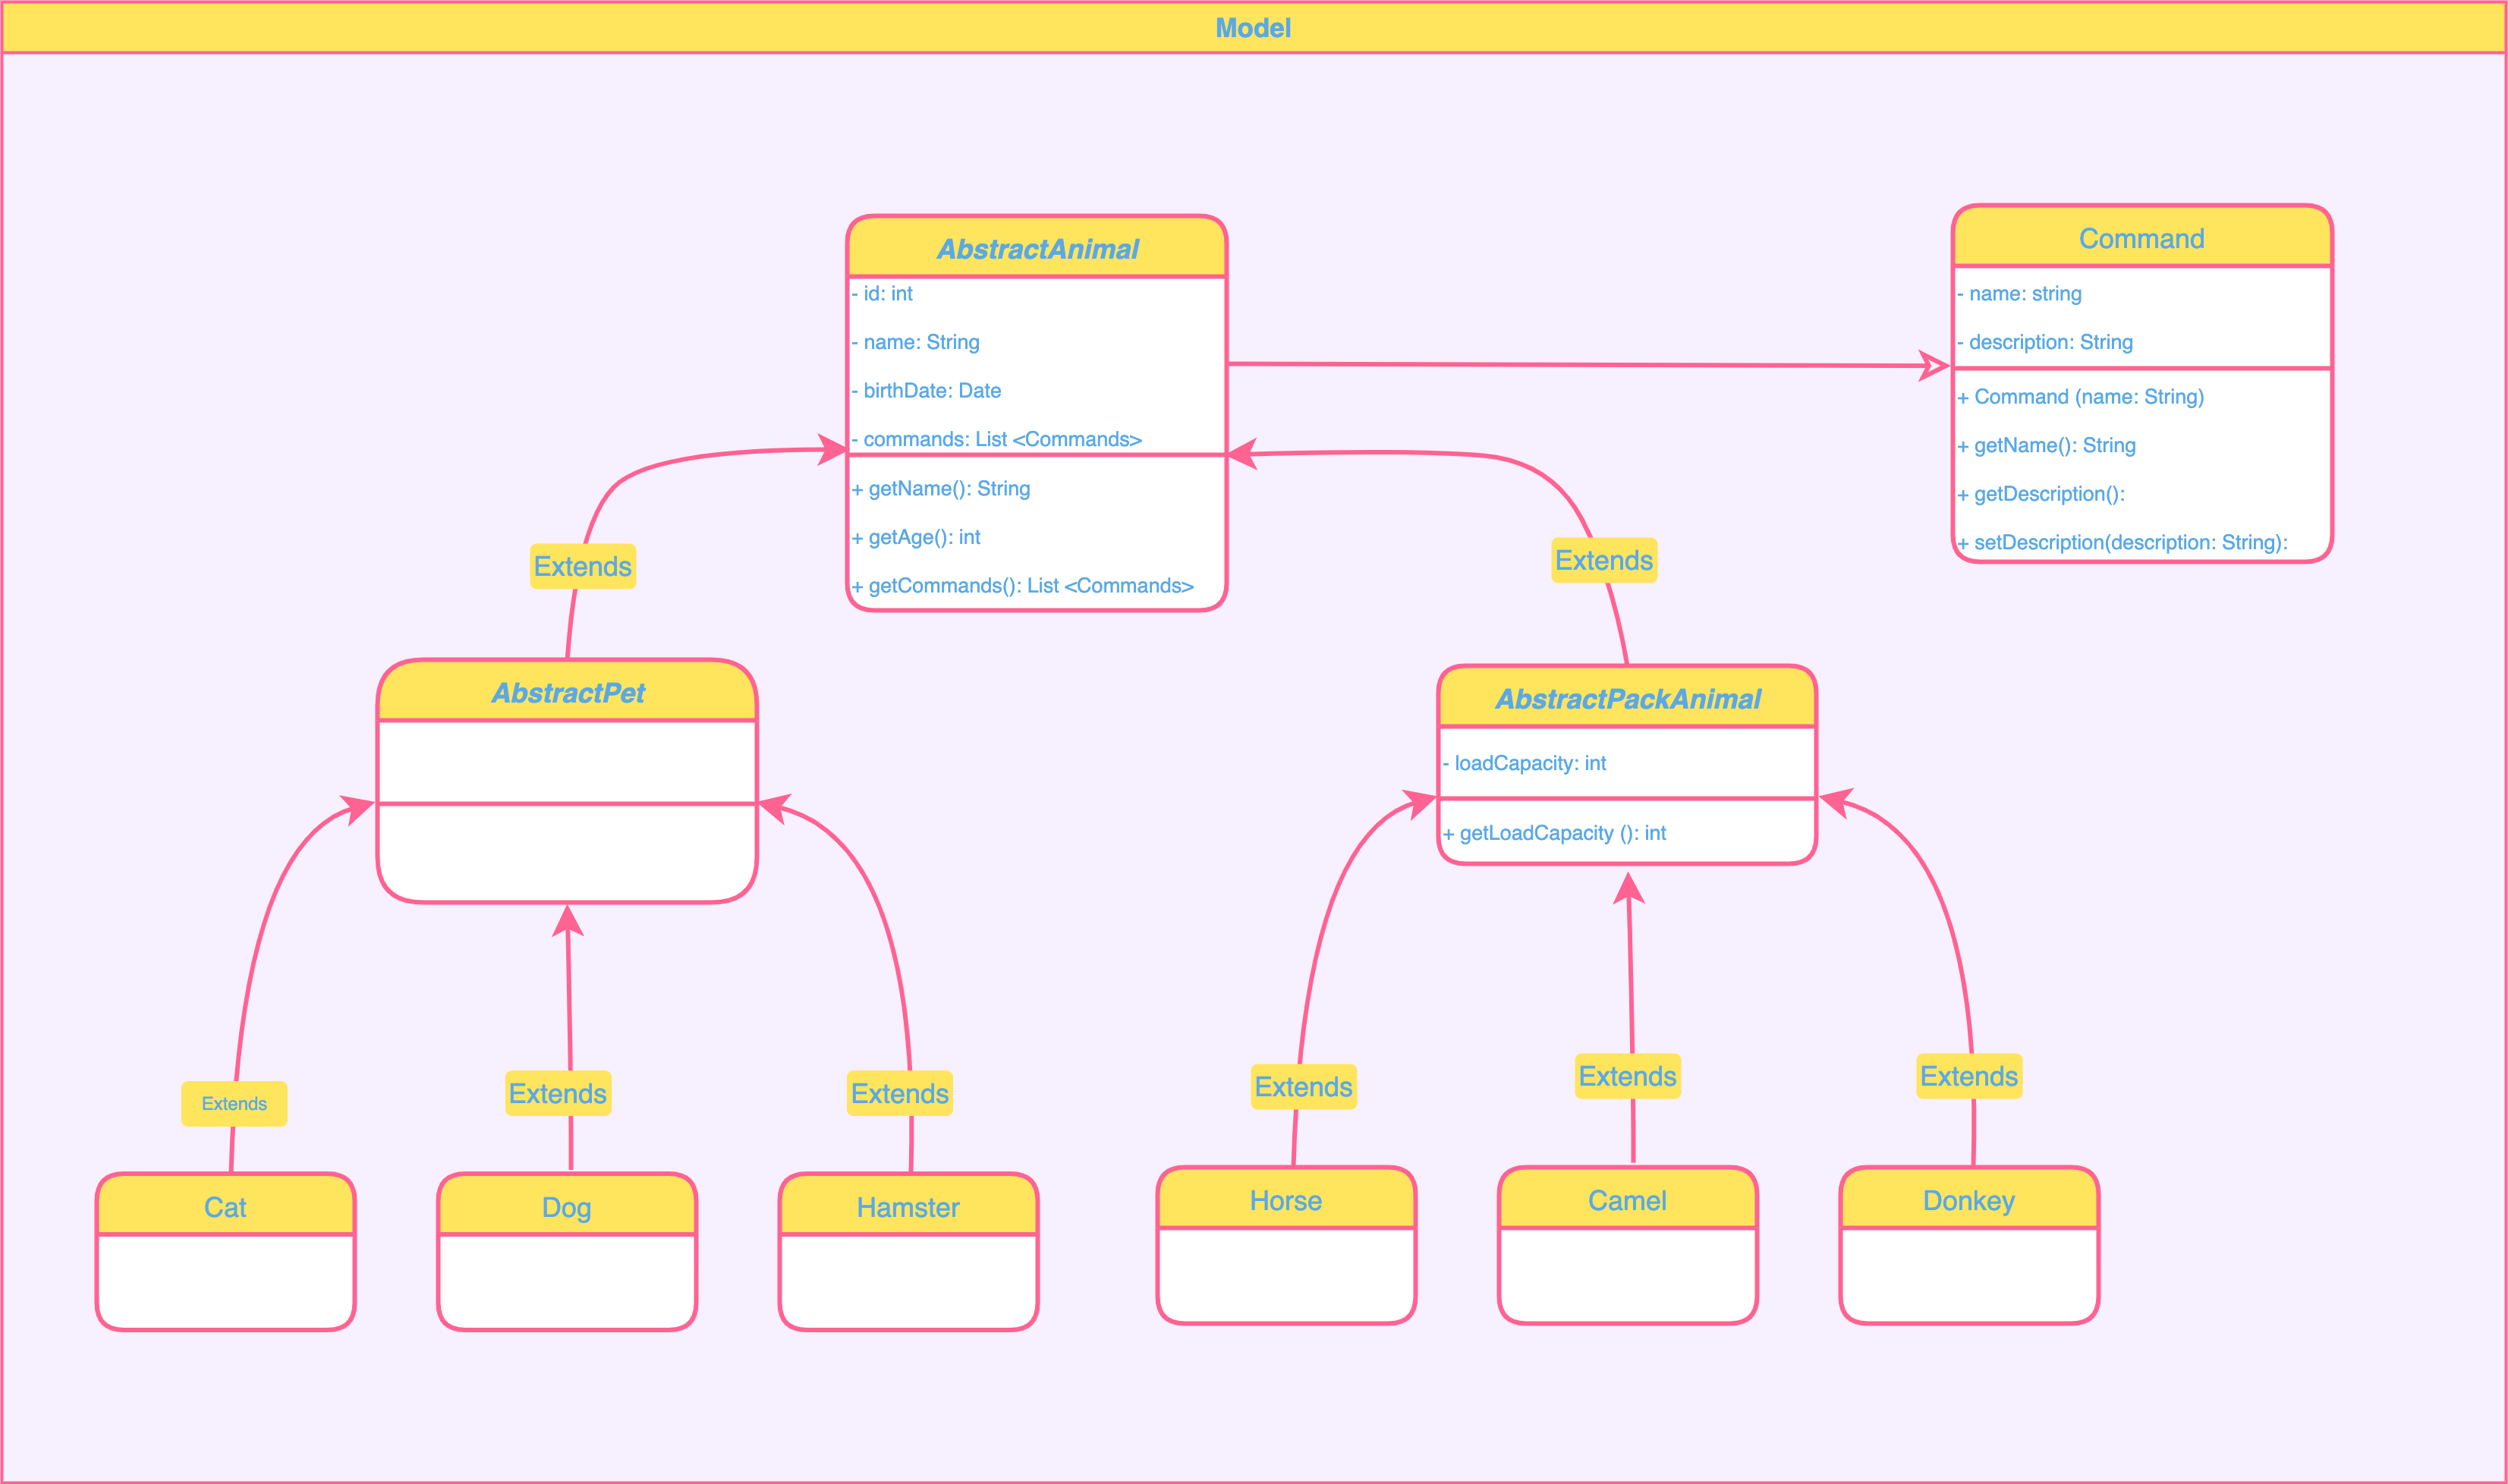 Model
AbstractAnimal
- id: int
- name: String
- birthDate: Date
- commands: List <Commands>
+ getName(): String
+ getAge(): int
+ getCommands(): List <Commands>
Command
- name: string
- description: String
+ Command (name: String)
+ getName(): String
+ getDescription():
+ setDescription(description: String):
Extends
Extends
AbstractPet
AbstractPackAnimal
- loadCapacity: int
+ getLoadCapacity (): int
Extends
Extends
Extends
Extends
Extends
Extends
Cat
Dog
Hamster
Horse
Camel
Donkey